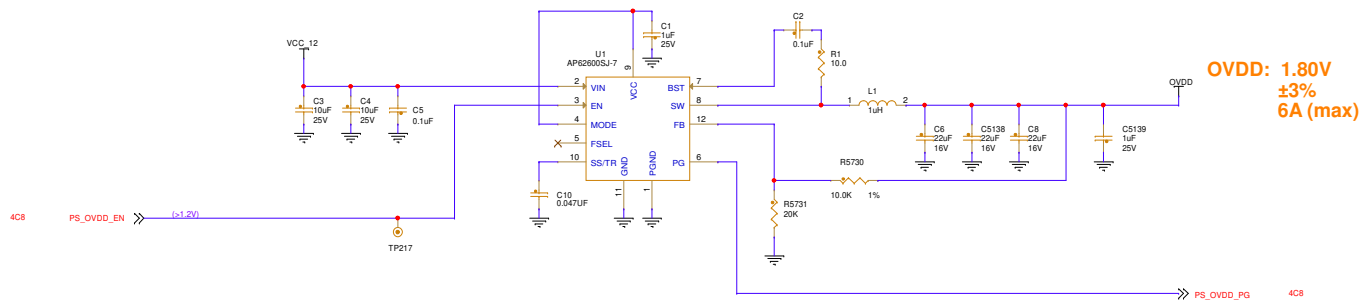 VCC_12
C3
10uF
25V
C4
10uF
25V
C5
0.1uF
U1
AP62600SJ-7
C1
1uF
25V
9
VCC
2
VIN
3
EN
4
MODE
5
FSEL
10
SS/TR
GND
11
PGND
1
BST
7
SW
8
FB
12
PG
6
C10
0.047UF
C2
0.1uF
R1
10.0
L1
1
2
1uH
C6
22uF
16V
C5138
22uF
16V
C8
22uF
16V
C5139
1uF
25V
OVDD
OVDD: 1.80V
±3%
6A (max)
R5730
10.0K 1%
R5731
20K
4C8 PS_OVDD_EN (>1.2V)
TP217
PS_OVDD_PG 4C8